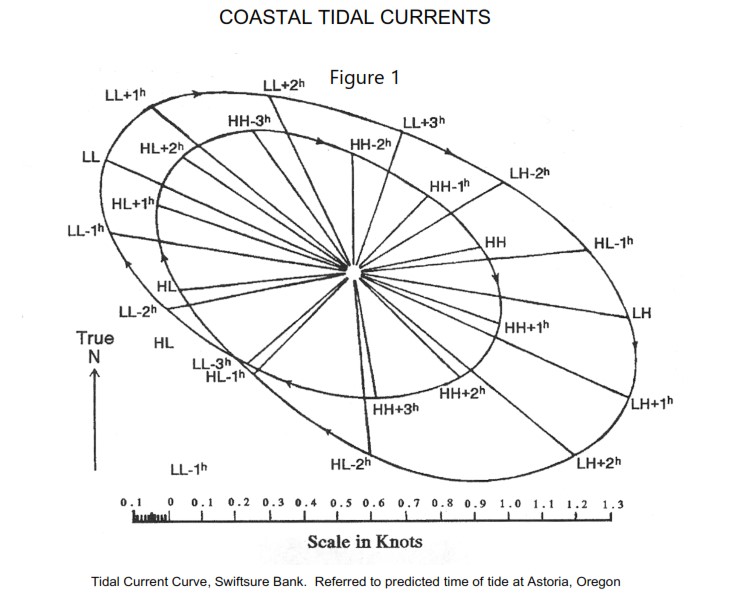 COASTAL TIDAL CURRENTS
Figure 1
LL+1ʰ
LL+2ʰ
LL+3ʰ
HH-3ʰ
HL+2ʰ
HH-2ʰ
LL
LH-2ʰ
HH-1ʰ
HL+1ʰ
LL-1ʰ
HH
HL-1ʰ
HL
LL-2ʰ
LH
HH+1ʰ
True
N
HL
LL-3ʰ
HL-1ʰ
HH+2ʰ
HH+3ʰ
LH+1ʰ
HL-2ʰ
LH+2ʰ
LL-1ʰ
0.1 0 0.1 0.2 0.3 0.4 0.5 0.6 0.7 0.8 0.9 1.0 1.1 1.2 1.3
Scale in Knots
Tidal Current Curve, Swiftsure Bank. Referred to predicted time of tide at Astoria, Oregon